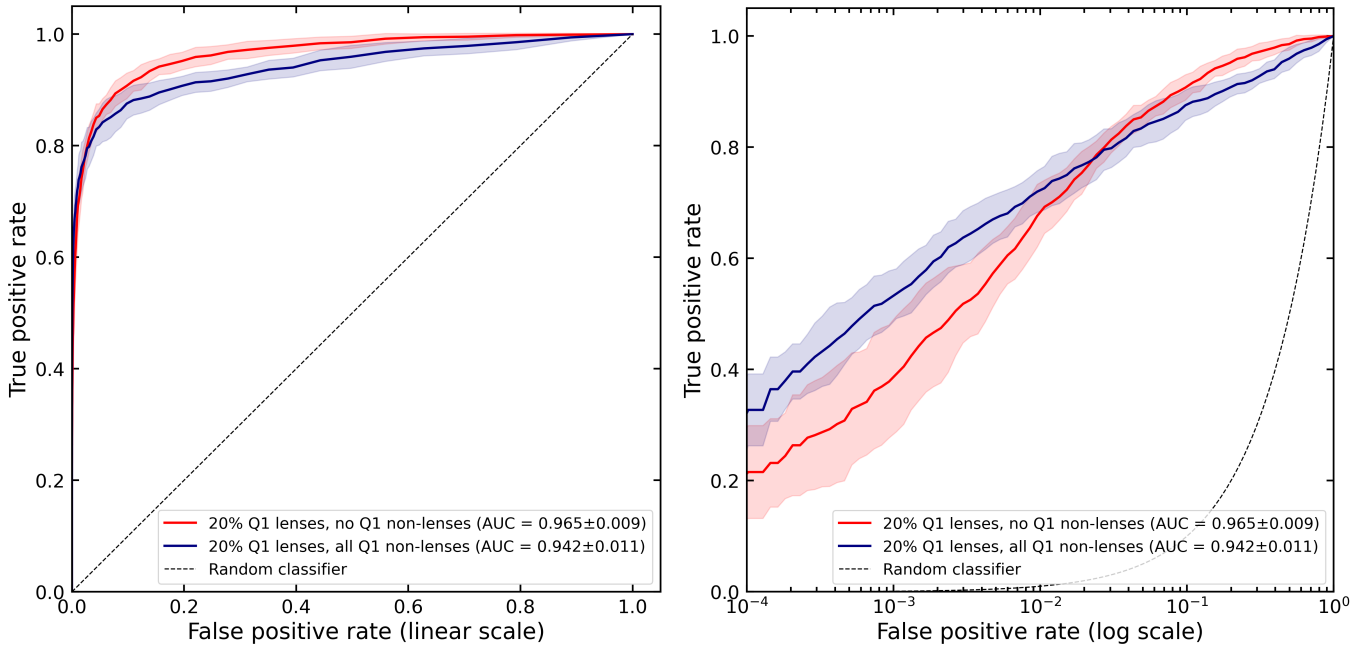 1.0
0.8
0.6
0.4
0.2
0.0
True positive rate
0.0 0.2 0.4 0.6 0.8 1.0
False positive rate (linear scale)
20% Q1 lenses, no Q1 non-lenses (AUC = 0.965±0.009)
20% Q1 lenses, all Q1 non-lenses (AUC = 0.942±0.011)
Random classifier
1.0
0.8
0.6
0.4
0.2
0.0
True positive rate
10⁻⁴ 10⁻³ 10⁻² 10⁻¹ 10⁰
False positive rate (log scale)
20% Q1 lenses, no Q1 non-lenses (AUC = 0.965±0.009)
20% Q1 lenses, all Q1 non-lenses (AUC = 0.942±0.011)
Random classifier